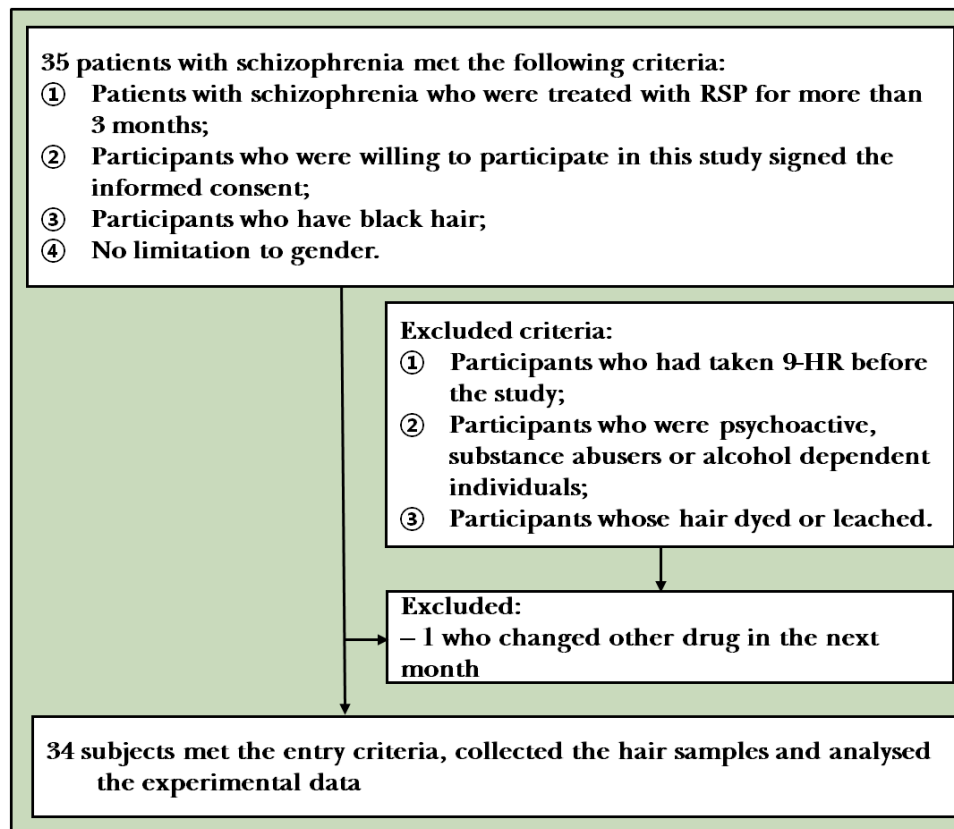 35 patients with schizophrenia met the following criteria:
① Patients with schizophrenia who were treated with RSP for more than
3 months;
② Participants who were willing to participate in this study signed the
informed consent;
③ Participants who have black hair;
④ No limitation to gender.
Excluded criteria:
① Participants who had taken 9-HR before
the study;
② Participants who were psychoactive,
substance abusers or alcohol dependent
individuals;
③ Participants whose hair dyed or leached.
Excluded:
– 1 who changed other drug in the next
month
34 subjects met the entry criteria, collected the hair samples and analysed
the experimental data